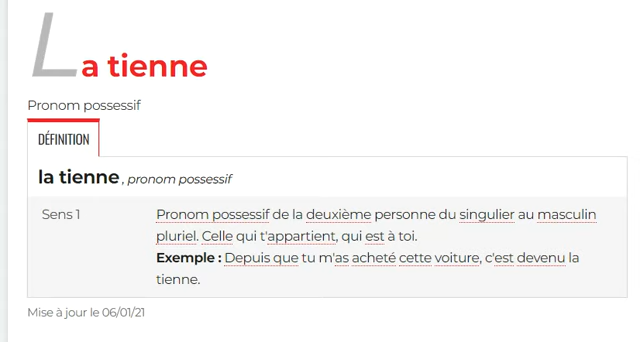 La tienne
Pronom possessif
DÉFINITION
la tienne , pronom possessif
Sens 1 Pronom possessif de la deuxième personne du singulier au masculin
pluriel. Celle qui t'appartient, qui est à toi.
Exemple : Depuis que tu m'as acheté cette voiture, c'est devenu la
tienne.
Mise à jour le 06/01/21